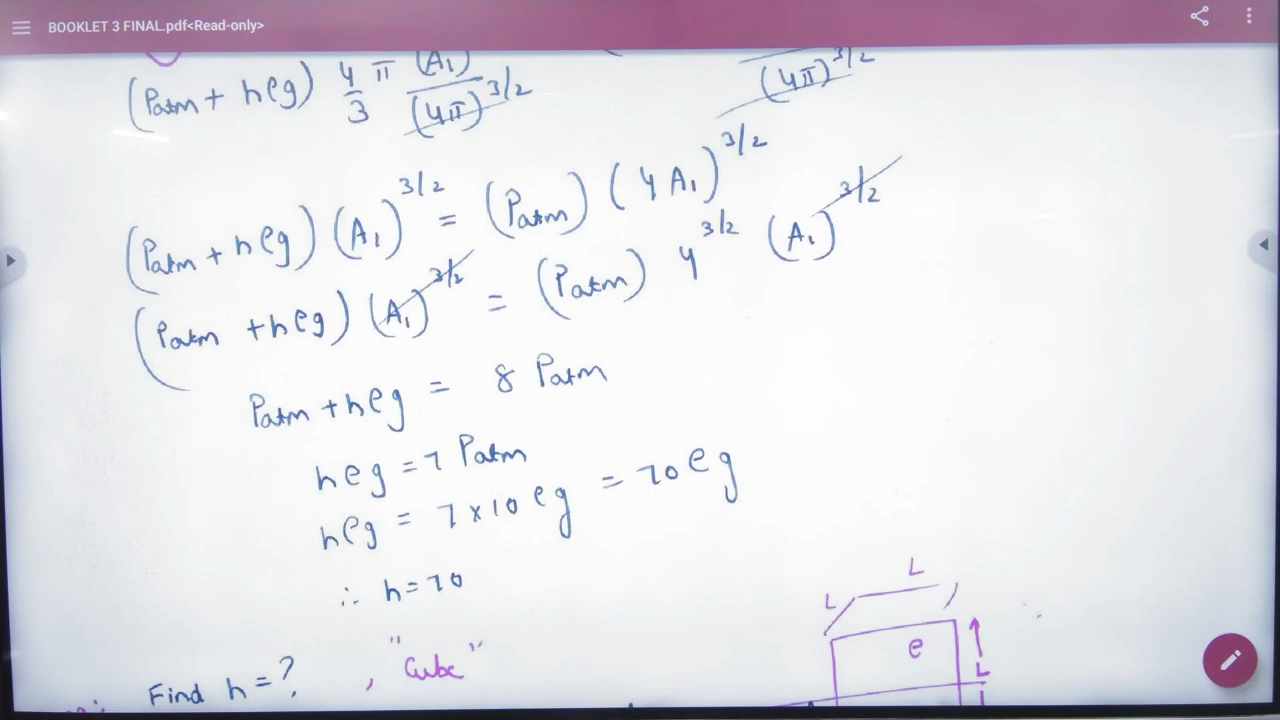 BOOKLET 3 FINAL.pdf<Read-only>
(Patm + hρg) 4/3 π (A₁) / (4π)^3/2
(4π)^3/2
(Patm + hρg) (A₁)^3/2 = (Patm) (4A₁)^3/2
(Patm + hρg) (A₁)^3/2 = (Patm) 4^3/2 (A₁)^3/2
Patm + hρg = 8 Patm
hρg = 7 Patm
hρg = 7 × 10 ρg = 70 ρg
∴ h = 70
L
L
ρ
L
Find h = ? , "Cube"